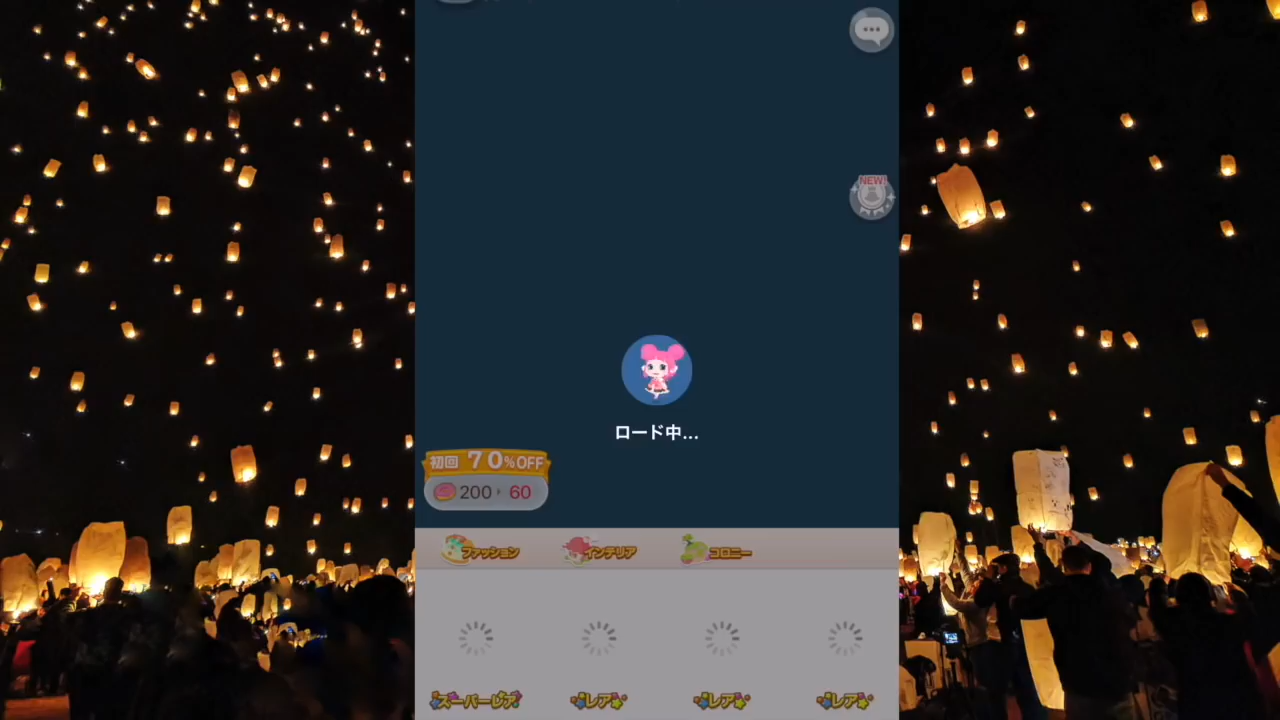 NEW!
ロード中...
初回 70%OFF
200 60
ファッション インテリア コロニー
スーパーレア レア レア レア